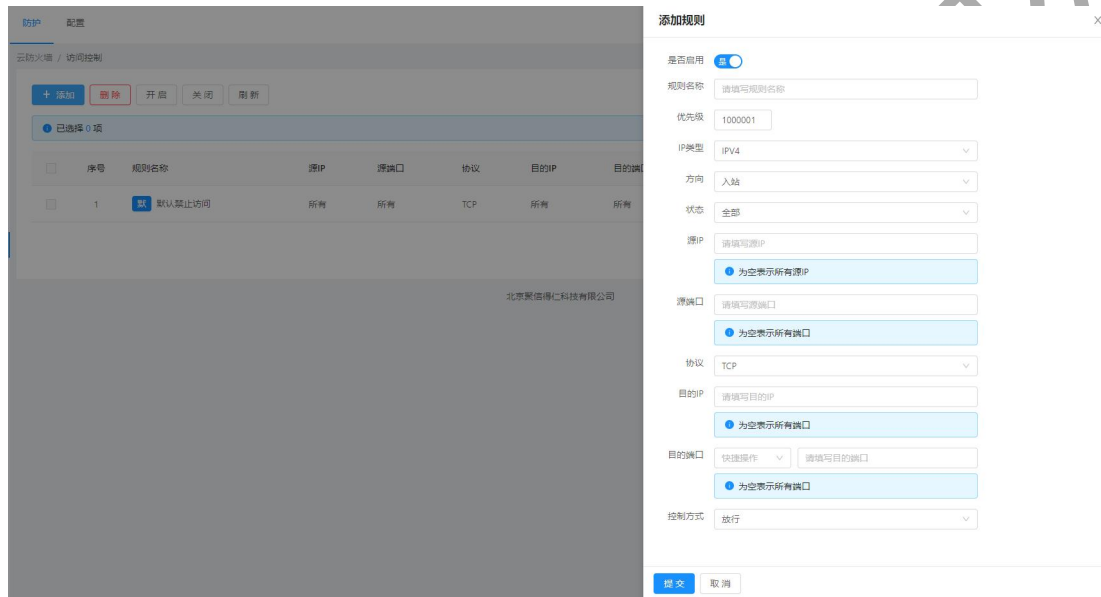 防护 配置
云防火墙 / 访问控制
+ 添加 删除 开启 关闭 刷新
已选择 0 项
序号 规则名称 源IP 源端口 协议 目的IP 目的端
1 默 默认禁止访问 所有 所有 TCP 所有 所有
北京聚信得仁科技有限公司
添加规则
是否启用 是
规则名称 请填写规则名称
优先级 1000001
IP类型 IPV4
方向 入站
状态 全部
源IP 请填写源IP
为空表示所有源IP
源端口 请填写源端口
为空表示所有端口
协议 TCP
目的IP 请填写目的IP
为空表示所有端口
目的端口 快捷操作 请填写目的端口
为空表示所有端口
控制方式 放行
提交 取消